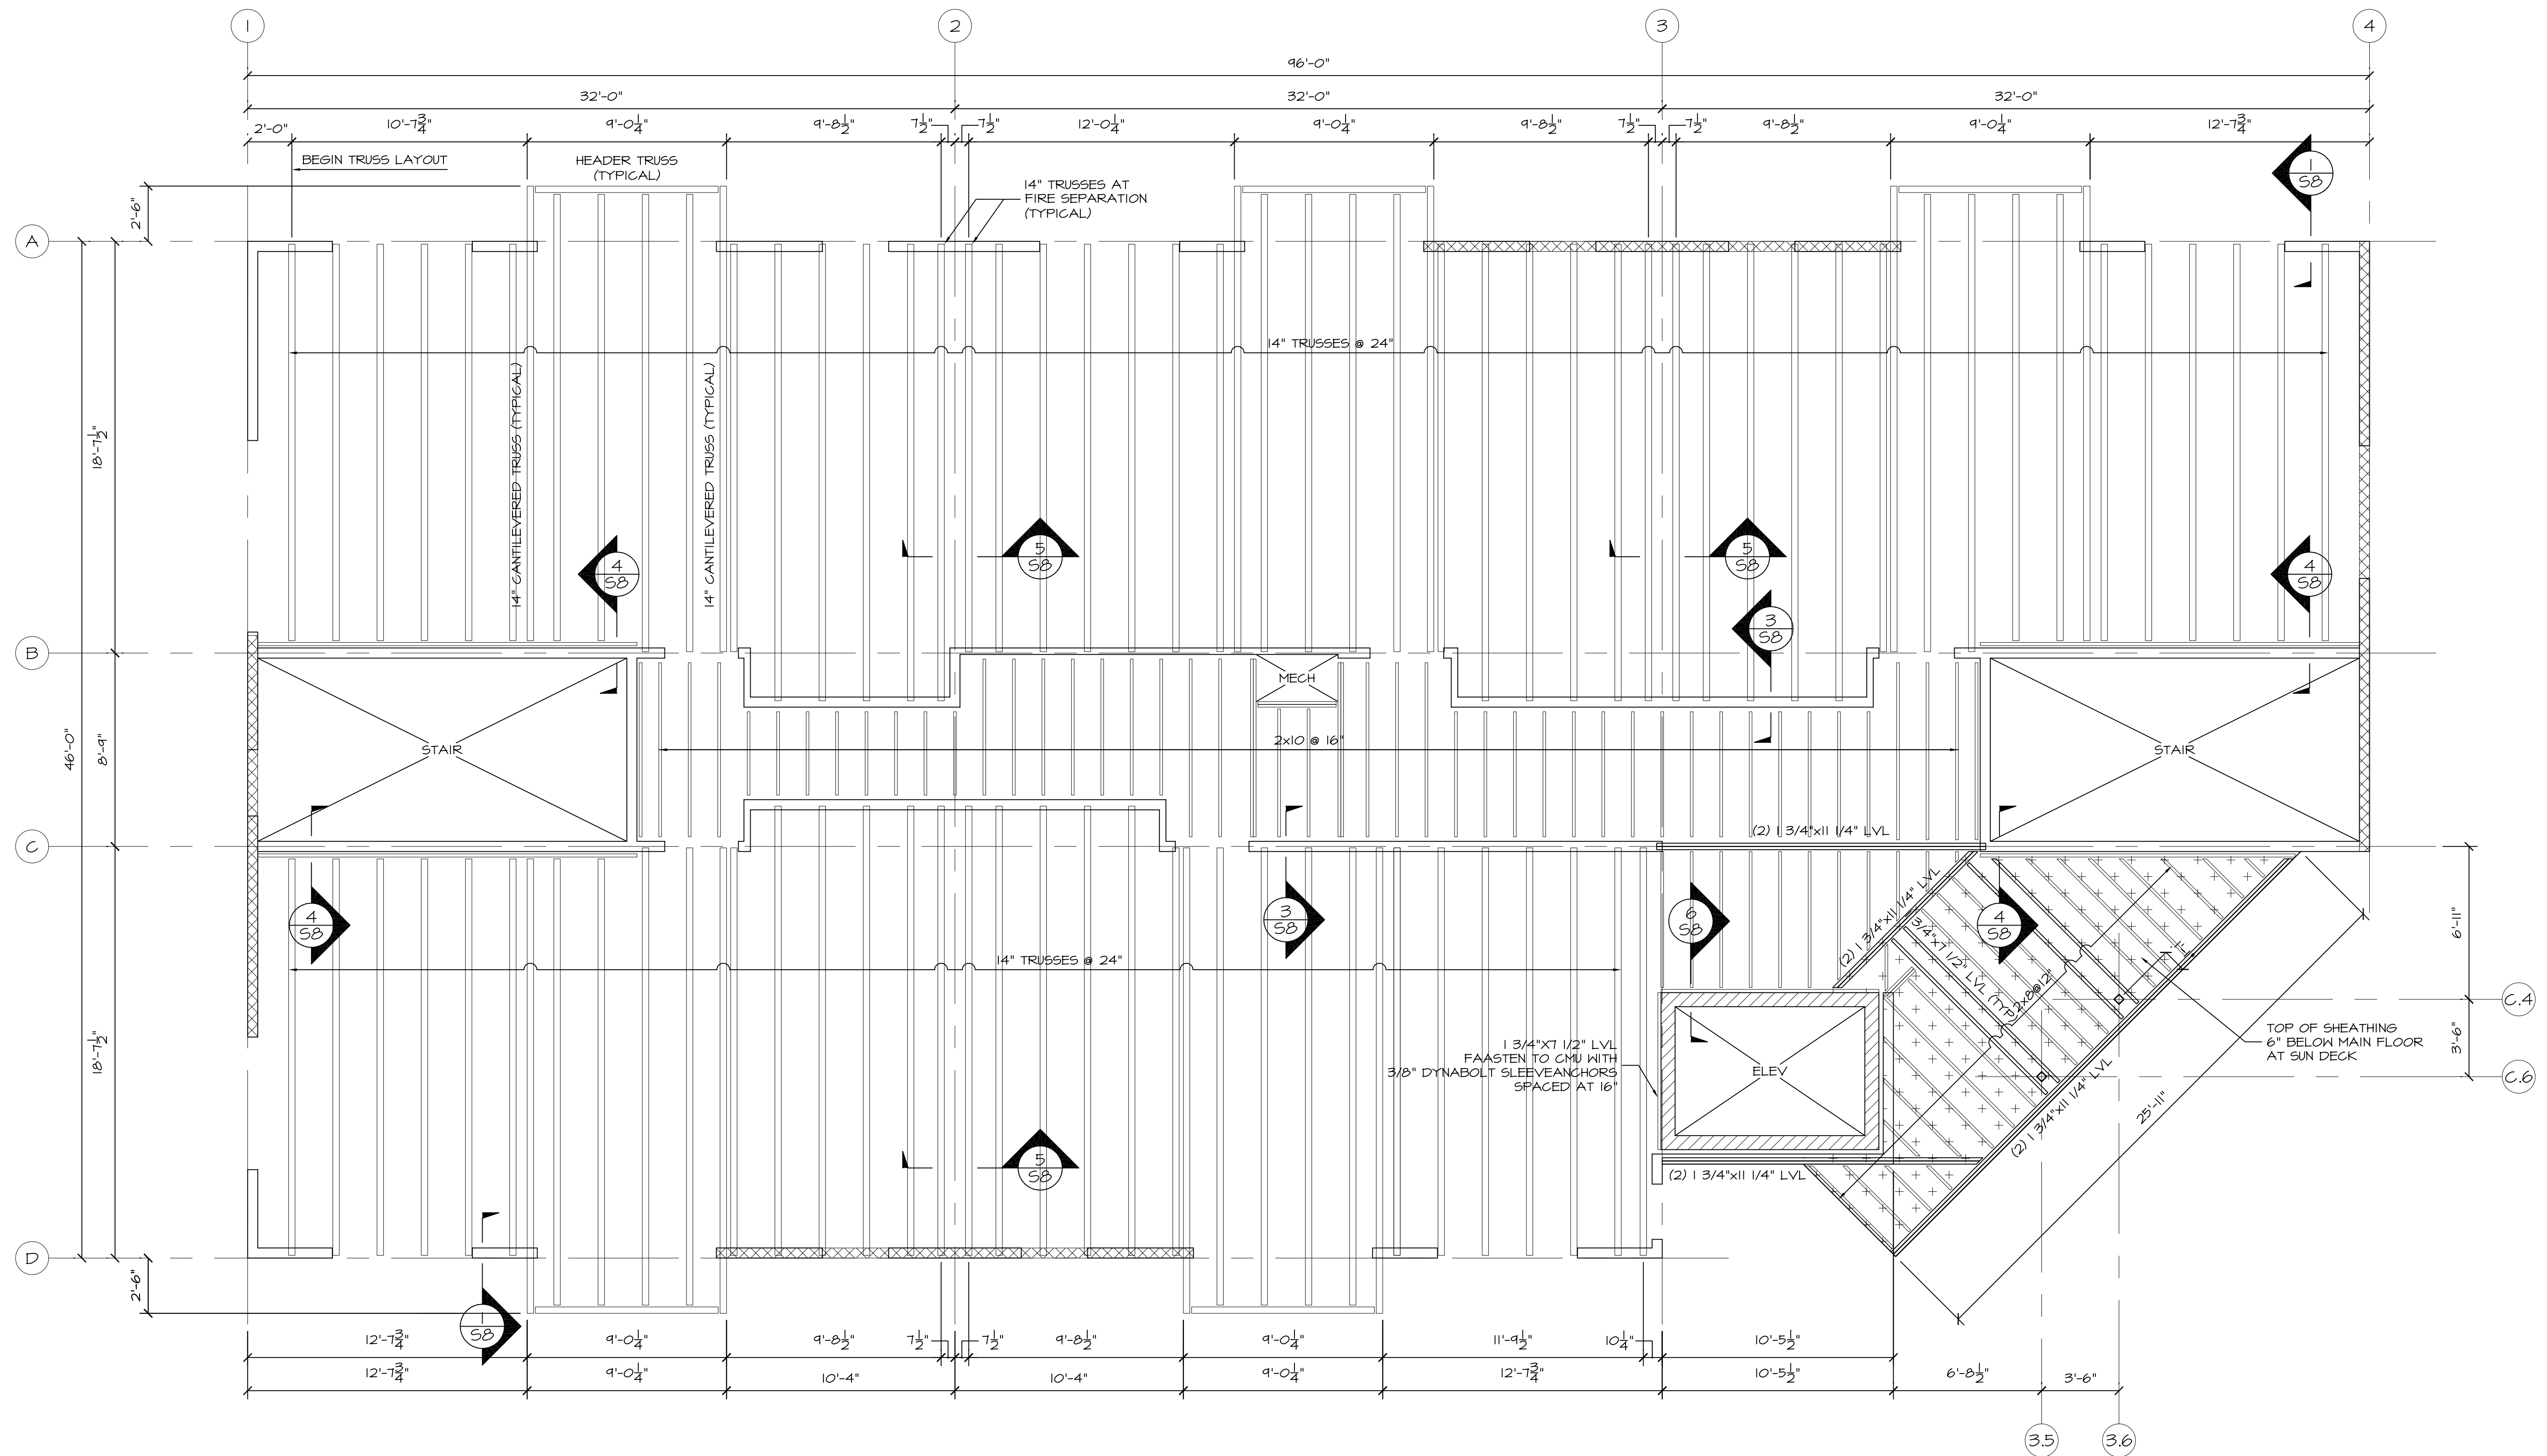 1
2
3
4
96'-0"
32'-0"
32'-0"
32'-0"
2'-0"
10'-7 3/4"
9'-0 1/4"
9'-8 1/2"
7 1/2"
7 1/2"
12'-0 1/4"
9'-0 1/4"
9'-8 1/2"
7 1/2"
7 1/2"
9'-8 1/2"
9'-0 1/4"
12'-7 3/4"
BEGIN TRUSS LAYOUT
HEADER TRUSS
(TYPICAL)
14" TRUSSES AT
FIRE SEPARATION
(TYPICAL)
1
S8
2'-6"
A
14" TRUSSES @ 24"
14" CANTILEVERED TRUSS (TYPICAL)
14" CANTILEVERED TRUSS (TYPICAL)
18'-7 1/2"
4
S8
5
S8
5
S8
3
S8
4
S8
B
MECH
46'-0"
8'-9"
STAIR
2x10 @ 16"
STAIR
C
(2) 1 3/4"x11 1/4" LVL
4
S8
3
S8
6
S8
4
S8
(2) 1 3/4"x11 1/4" LVL
1 3/4"x7 1/2" LVL (TYP)
2x8@12"
1'-1"
6'-11"
14" TRUSSES @ 24"
C.4
18'-7 1/2"
1 3/4"X7 1/2" LVL
FAASTEN TO CMU WITH
3/8" DYNABOLT SLEEVEANCHORS
SPACED AT 16"
ELEV
TOP OF SHEATHING
6" BELOW MAIN FLOOR
AT SUN DECK
3'-6"
C.6
(2) 1 3/4"x11 1/4" LVL
25'-11"
5
S8
(2) 1 3/4"x11 1/4" LVL
D
2'-6"
1
S8
12'-7 3/4"
9'-0 1/4"
9'-8 1/2"
7 1/2"
7 1/2"
9'-8 1/2"
9'-0 1/4"
11'-9 1/2"
10 1/4"
10'-5 1/2"
12'-7 3/4"
9'-0 1/4"
10'-4"
10'-4"
9'-0 1/4"
12'-7 3/4"
10'-5 1/2"
6'-8 1/2"
3'-6"
3.5
3.6